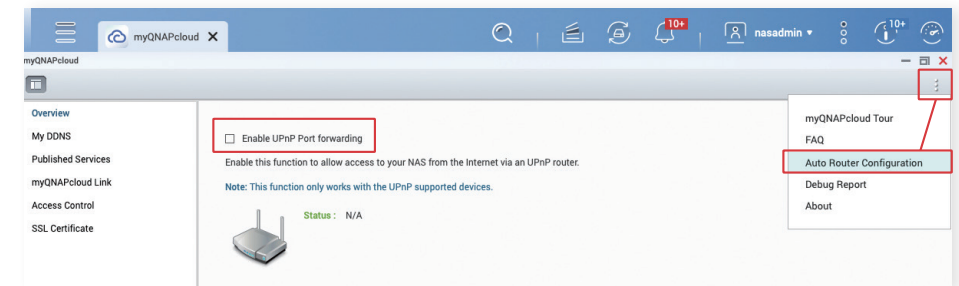 myQNAPcloud
10+
nasadmin
10+
myQNAPcloud
Overview
My DDNS
Published Services
myQNAPcloud Link
Access Control
SSL Certificate
Enable UPnP Port forwarding
Enable this function to allow access to your NAS from the Internet via an UPnP router.
Note: This function only works with the UPnP supported devices.
Status : N/A
myQNAPcloud Tour
FAQ
Auto Router Configuration
Debug Report
About